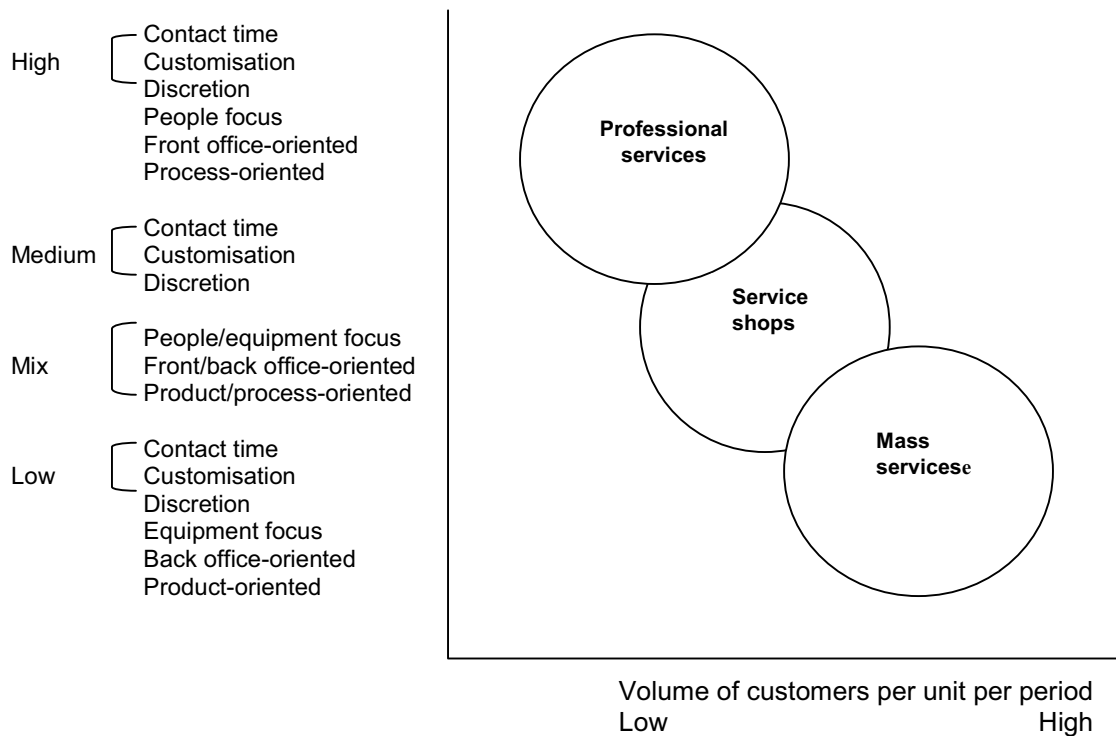 High
Contact time
Customisation
Discretion
People focus
Front office-oriented
Process-oriented
Medium
Contact time
Customisation
Discretion
Mix
People/equipment focus
Front/back office-oriented
Product/process-oriented
Low
Contact time
Customisation
Discretion
Equipment focus
Back office-oriented
Product-oriented
Professional
services
Service
shops
Mass
servicese
Volume of customers per unit per period
Low High